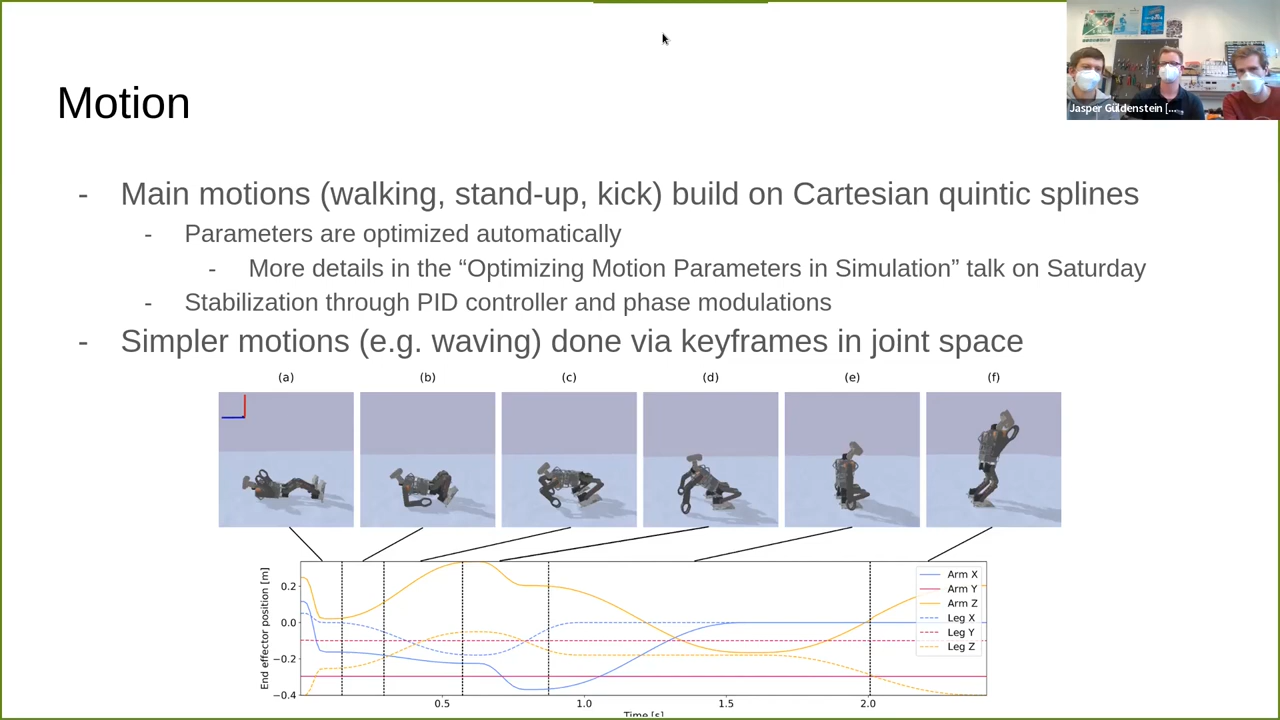 Motion
Jasper Güldenstein [...
- Main motions (walking, stand-up, kick) build on Cartesian quintic splines
- Parameters are optimized automatically
- More details in the “Optimizing Motion Parameters in Simulation” talk on Saturday
- Stabilization through PID controller and phase modulations
- Simpler motions (e.g. waving) done via keyframes in joint space
(a) (b) (c) (d) (e) (f)
End effector position [m]
0.2
0.0
−0.2
−0.4
Arm X
Arm Y
Arm Z
Leg X
Leg Y
Leg Z
0.5 1.0 1.5 2.0
Time [s]